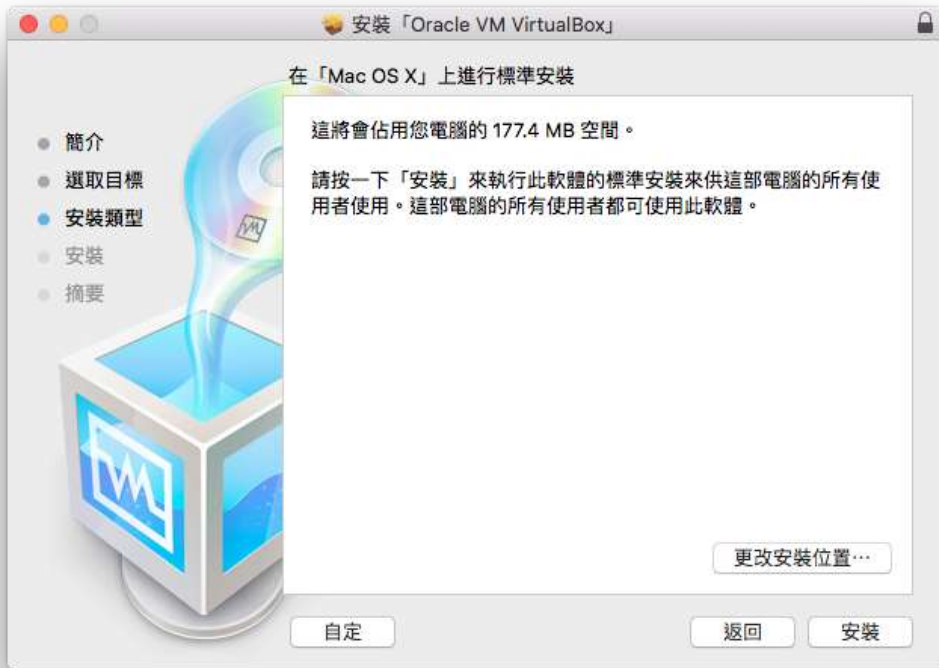 安裝「Oracle VM VirtualBox」
在「Mac OS X」上進行標準安裝
簡介
選取目標
安裝類型
安裝
摘要
這將會佔用您電腦的 177.4 MB 空間。
請按一下「安裝」來執行此軟體的標準安裝來供這部電腦的所有使
用者使用。這部電腦的所有使用者都可使用此軟體。
更改安裝位置…
自定
返回
安裝